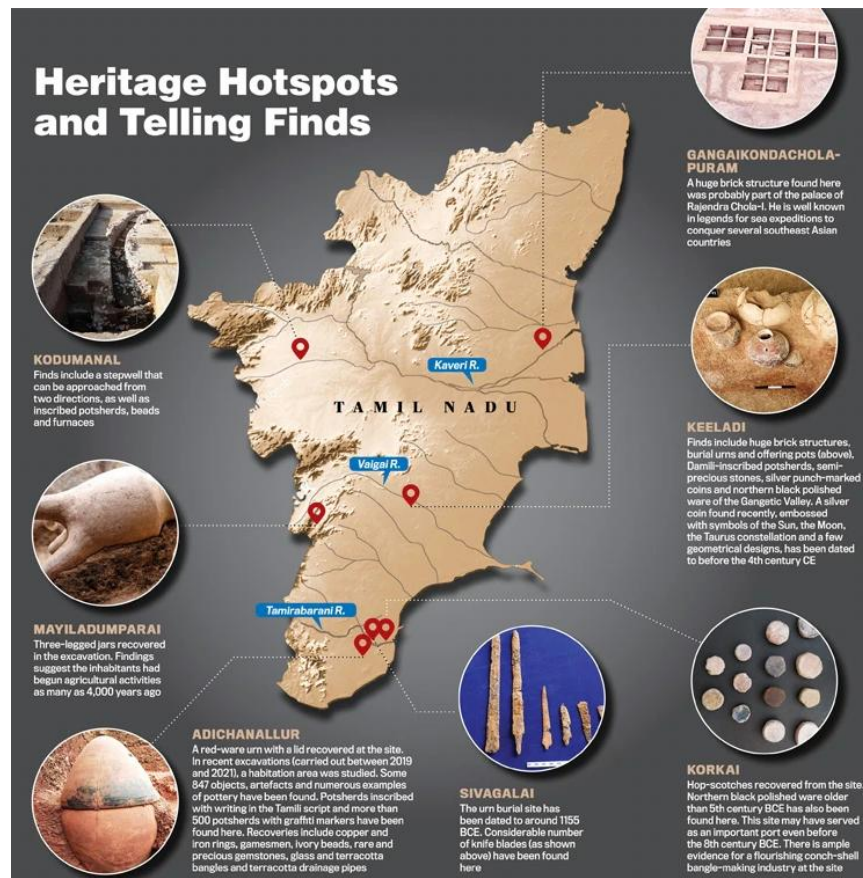 Heritage Hotspots
and Telling Finds
GANGAIKONDACHOLA-
PURAM
A huge brick structure found here
was probably part of the palace of
Rajendra Chola-I. He is well known
in legends for sea expeditions to
conquer several southeast Asian
countries
KODUMANAL
Finds include a stepwell that
can be approached from
two directions, as well as
inscribed potsherds, beads
and furnaces
Kaveri R.
TAMIL NADU
KEELADI
Finds include huge brick structures,
burial urns and offering pots (above),
Damili-inscribed potsherds, semi-
precious stones, silver punch-marked
coins and northern black polished
ware of the Gangetic Valley. A silver
coin found recently, embossed
with symbols of the Sun, the Moon,
the Taurus constellation and a few
geometrical designs, has been dated
to before the 4th century CE
Vaigai R.
MAYILADUMPARAI
Three-legged jars recovered
in the excavation. Findings
suggest the inhabitants had
begun agricultural activities
as many as 4,000 years ago
Tamirabarani R.
ADICHANALLUR
A red-ware urn with a lid recovered at the site.
In recent excavations (carried out between 2019
and 2021), a habitation area was studied. Some
847 objects, artefacts and numerous examples
of pottery have been found. Potsherds inscribed
with writing in the Tamili script and more than
500 potsherds with graffiti markers have been
found here. Recoveries include copper and
iron rings, gamesmen, ivory beads, rare and
precious gemstones, glass and terracotta
bangles and terracotta drainage pipes
SIVAGALAI
The urn burial site has
been dated to around 1155
BCE. Considerable number
of knife blades (as shown
above) have been found
here
KORKAI
Hop-scotches recovered from the site.
Northern black polished ware older
than 5th century BCE has also been
found here. This site may have served
as an important port even before
the 8th century BCE. There is ample
evidence for a flourishing conch-shell
bangle-making industry at the site